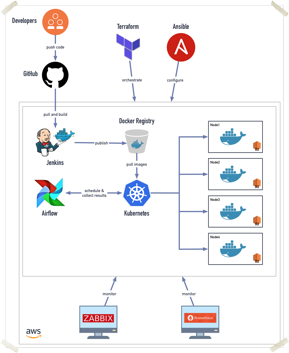 Developers
push code
GitHub
Terraform
orchestrate
Ansible
configure
pull and build
Jenkins
publish
Docker Registry
pull images
Airflow
schedule &
collect results
Kubernetes
Node1
Node2
Node3
Node4
monitor
ZABBIX
monitor
Prometheus
aws